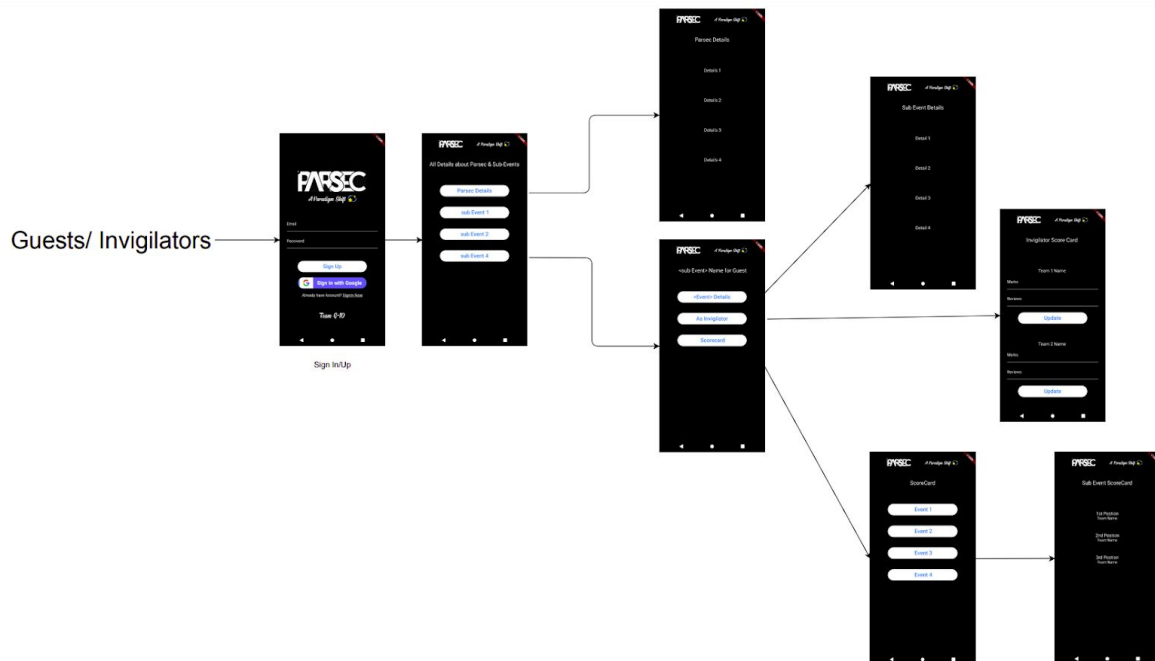 Guests/ Invigilators
PARSEC
A Paradigm Shift
Email
Password
Sign Up
G Sign In with Google
Already have Account? SignIn Now
Team G-10
Sign In/Up
PARSEC A Paradigm Shift
All Details about Parsec & Sub-Events
Parsec Details
sub Event 1
sub Event 2
sub Event 4
PARSEC A Paradigm Shift
Parsec Details
Details 1
Details 2
Details 3
Details 4
PARSEC A Paradigm Shift
<sub Event> Name for Guest
<Event> Details
As Invigilator
Scorecard
PARSEC A Paradigm Shift
Sub Event Details
Detail 1
Detail 2
Detail 3
Detail 4
PARSEC A Paradigm Shift
Invigilator Score Card
Team 1 Name
Marks
Reviews
Update
Team 2 Name
Marks
Reviews
Update
PARSEC A Paradigm Shift
ScoreCard
Event 1
Event 2
Event 3
Event 4
PARSEC A Paradigm Shift
Sub Event ScoreCard
1st Position
Team Name
2nd Position
Team Name
3rd Position
Team Name